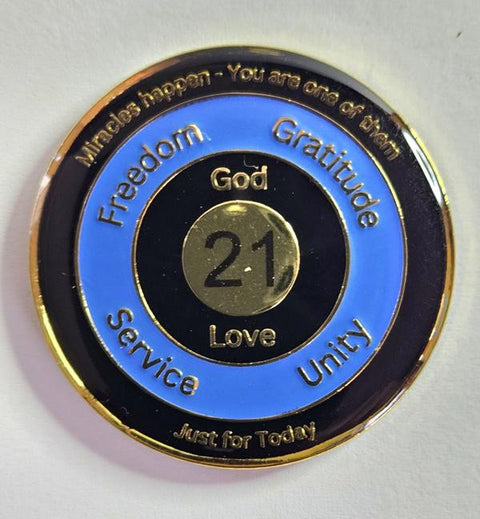 Miracles happen - You are one of them
Freedom
Gratitude
God
21
Love
Service
Unity
Just for Today